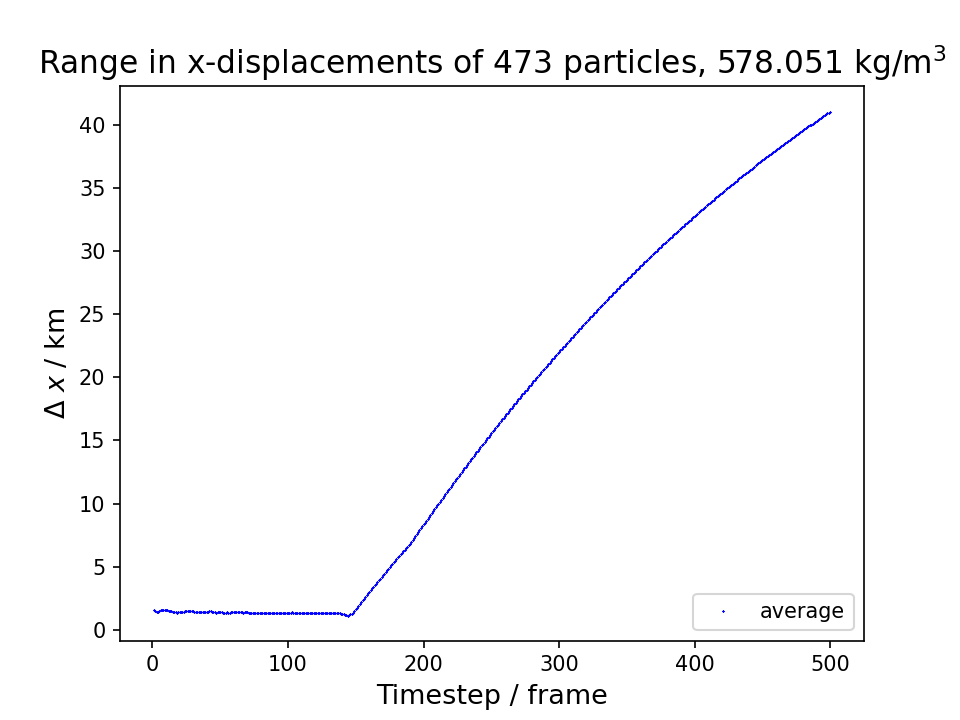 Range in x-displacements of 473 particles, 578.051 kg/m³
40
35
30
25
20
15
10
5
0
Δ x / km
average
0 100 200 300 400 500
Timestep / frame